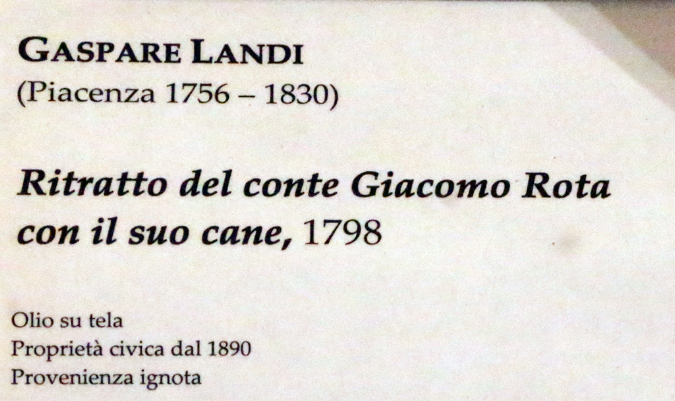 GASPARE LANDI
(Piacenza 1756 – 1830)
Ritratto del conte Giacomo Rota
con il suo cane, 1798
Olio su tela
Proprietà civica dal 1890
Provenienza ignota